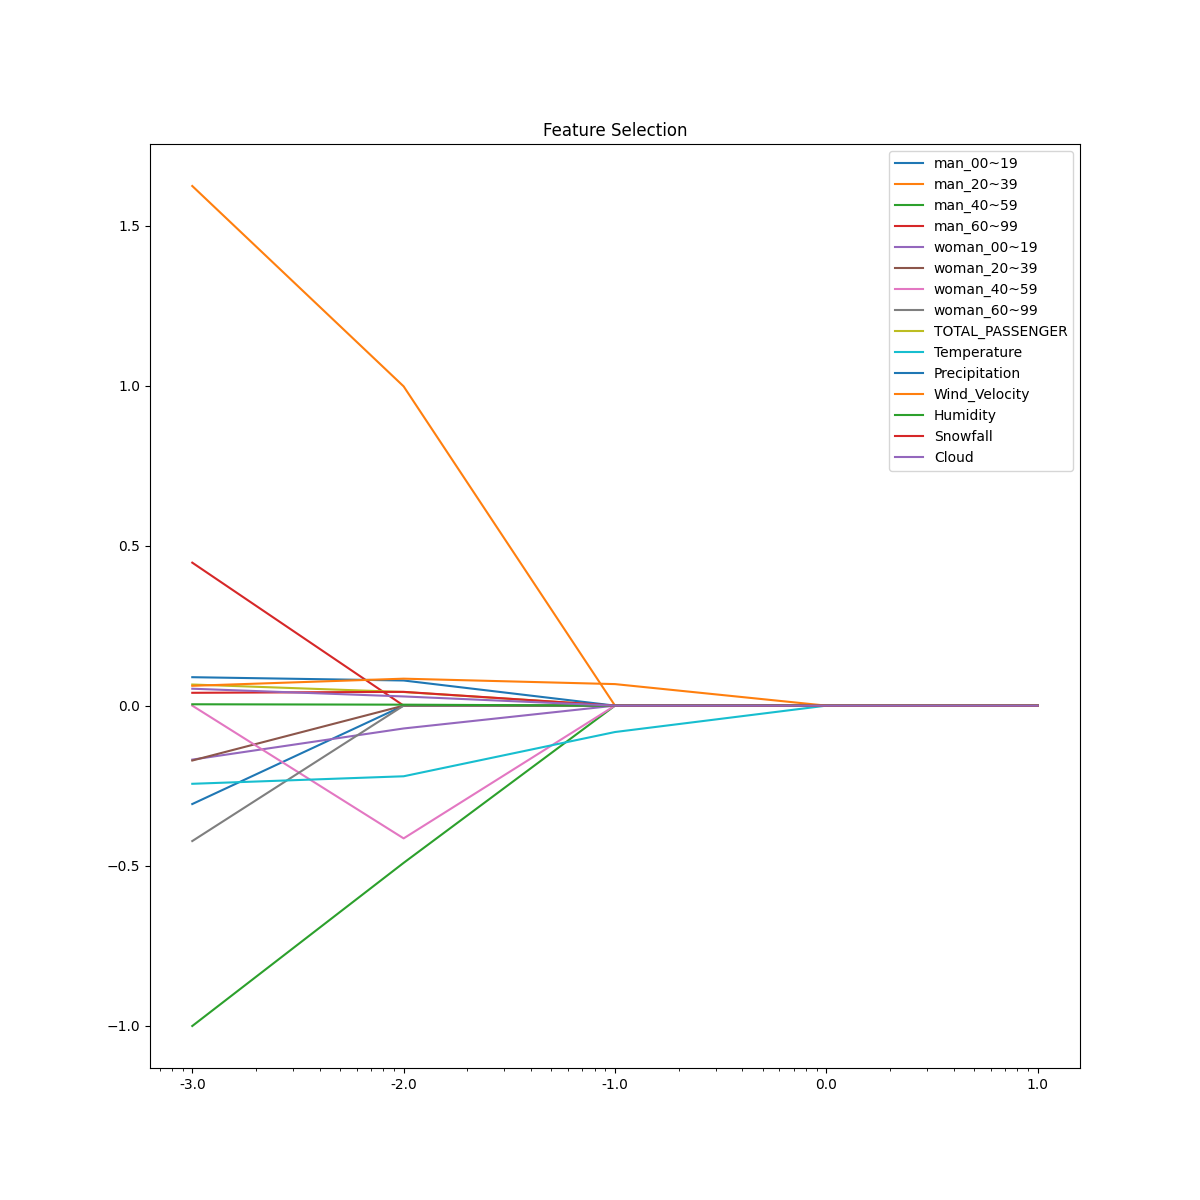 Feature Selection
man_00~19
man_20~39
man_40~59
man_60~99
woman_00~19
woman_20~39
woman_40~59
woman_60~99
TOTAL_PASSENGER
Temperature
Precipitation
Wind_Velocity
Humidity
Snowfall
Cloud
1.5
1.0
0.5
0.0
−0.5
−1.0
-3.0 -2.0 -1.0 0.0 1.0